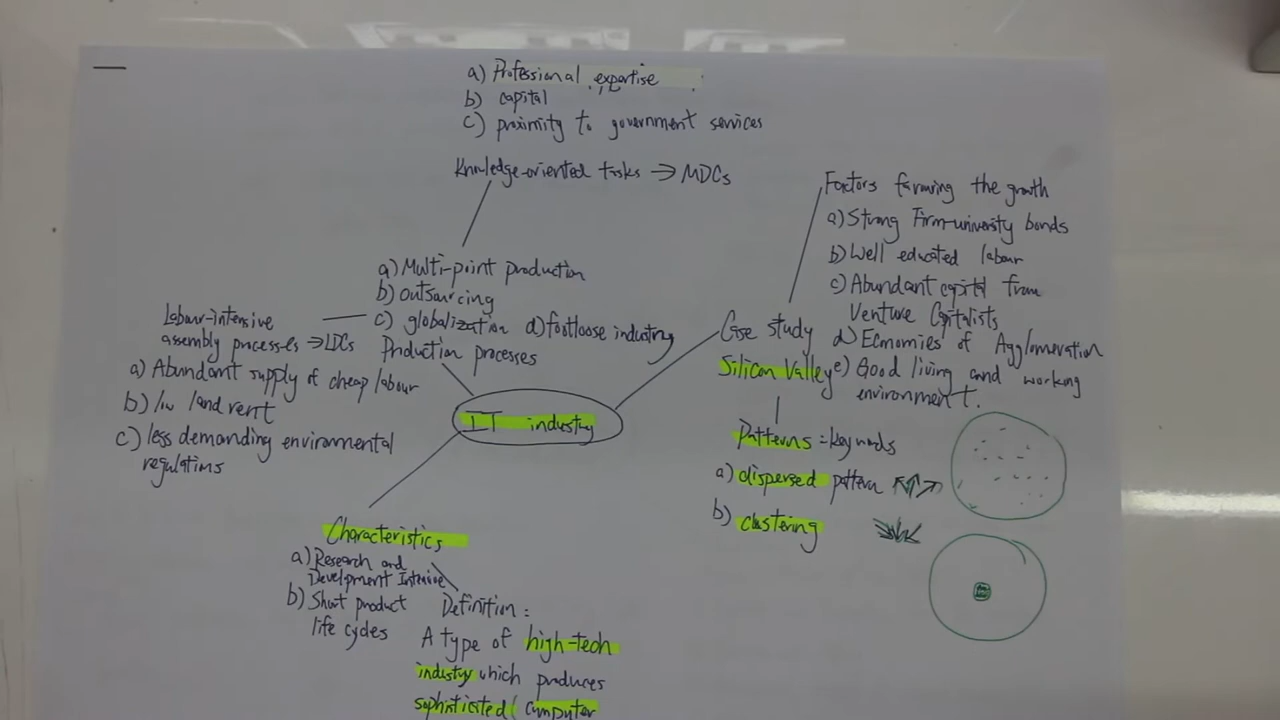 a) Professional expertise
b) capital
c) proximity to government services
Knowledge-oriented tasks → MDCs
a) Multi-point production
b) outsourcing
c) globalization d) footloose industry
Production processes
Labour-intensive
assembly processes → LDCs
a) Abundant supply of cheap labour
b) low land rent
c) less demanding environmental
regulations
IT industry
Factors favouring the growth
a) Strong Firm-university bonds
b) Well educated labour
c) Abundant capital from
Venture Capitalists
d) Economies of Agglomeration
e) Good living and working
environment.
Case study
Silicon Valley
Patterns = keywords
a) dispersed pattern
b) clustering
Characteristics
a) Research and
Development Intensive
b) Short product
life cycles
Definition :
A type of high-tech
industry which produces
sophisticated ( computer